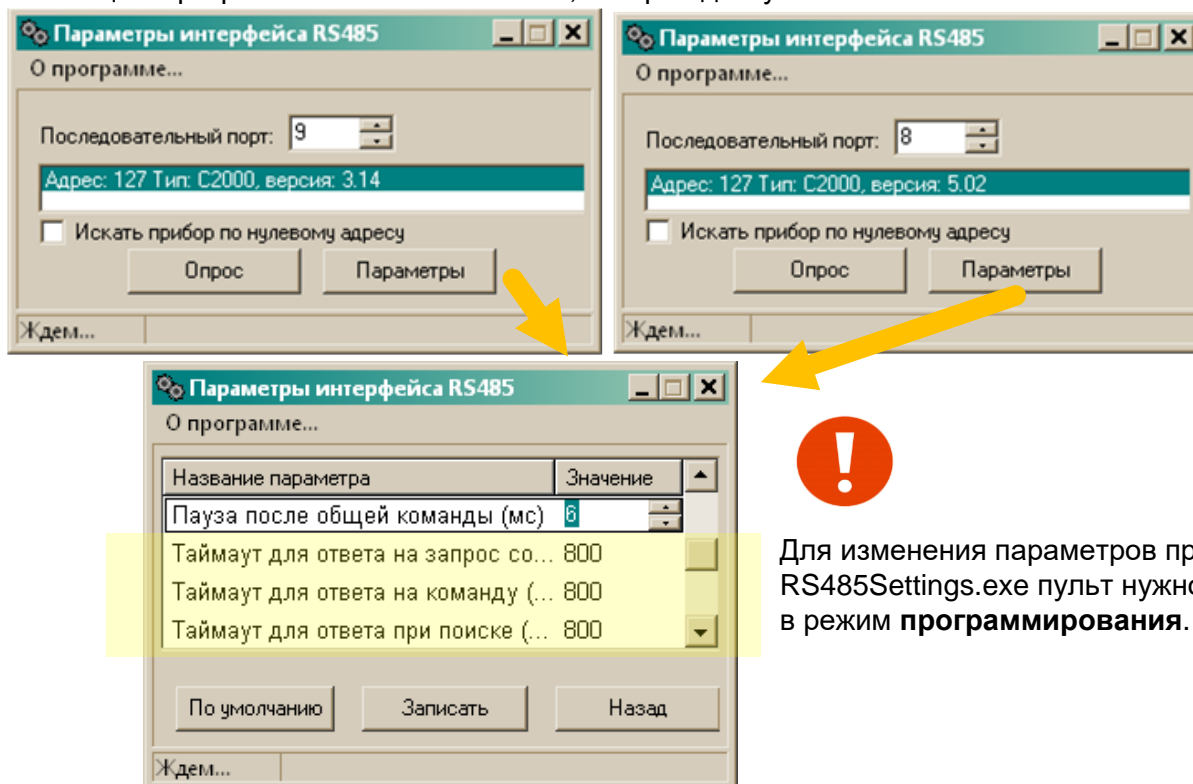 Параметры интерфейса RS485
О программе...
Последовательный порт: 9
Адрес: 127 Тип: С2000, версия: 3.14
Искать прибор по нулевому адресу
Опрос Параметры
Ждем...
Параметры интерфейса RS485
О программе...
Последовательный порт: 8
Адрес: 127 Тип: С2000, версия: 5.02
Искать прибор по нулевому адресу
Опрос Параметры
Ждем...
Параметры интерфейса RS485
О программе...
Название параметра Значение
Пауза после общей команды (мс) 6
Таймаут для ответа на запрос со... 800
Таймаут для ответа на команду (... 800
Таймаут для ответа при поиске (... 800
По умолчанию Записать Назад
Ждем...
Для изменения параметров
RS485Settings.exe пульт нужно
в режим программирования.